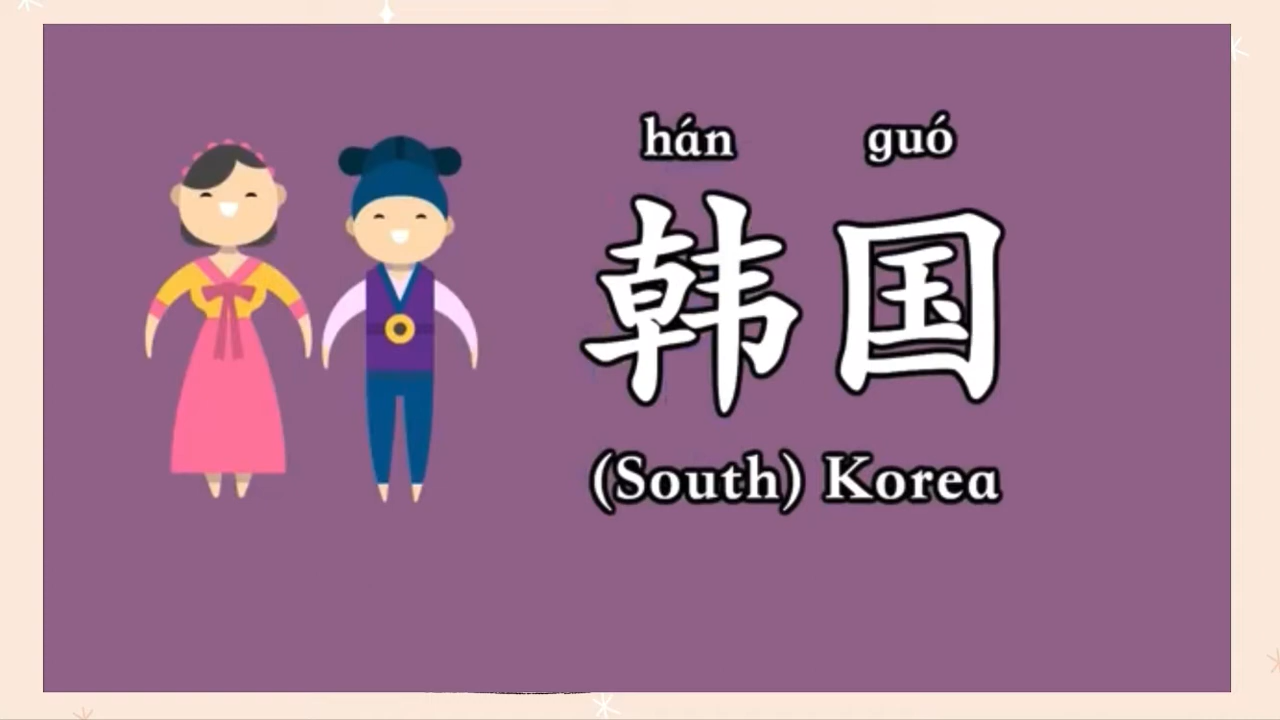 hán guó
韩国
(South) Korea